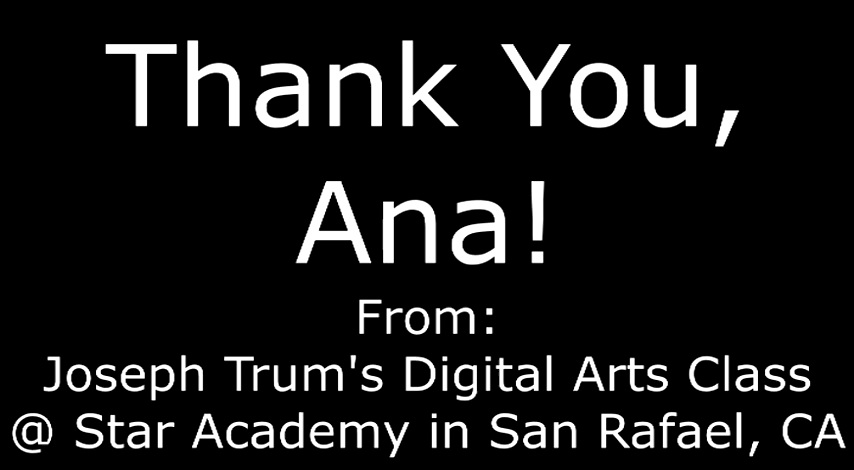 Thank You,
Ana!
From:
Joseph Trum's Digital Arts Class
@ Star Academy in San Rafael, CA